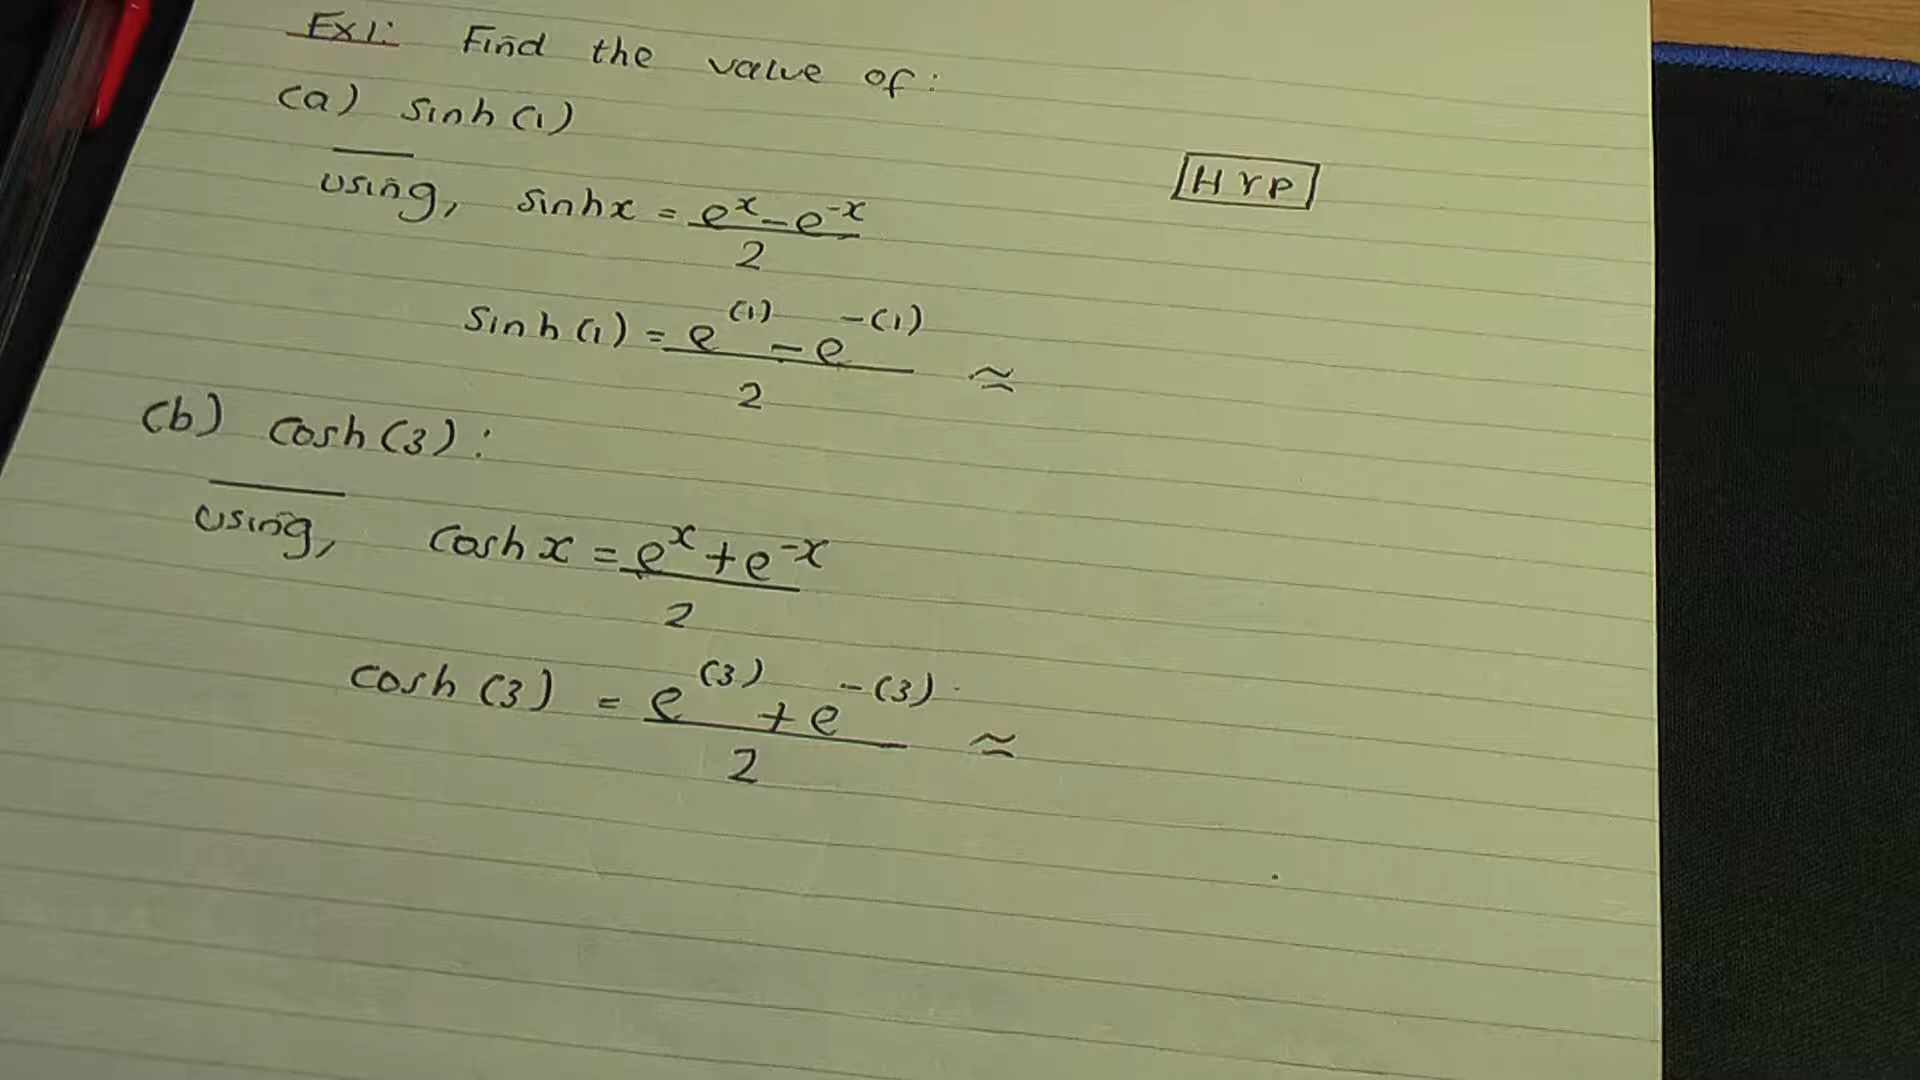 Ex1: Find the value of:
(a) sinh(1)
using, sinhx = e^x - e^-x / 2
[HYP]
sinh(1) = e^(1) - e^-(1) / 2 ≈
(b) cosh(3):
using, cosh x = e^x + e^-x / 2
cosh(3) = e^(3) + e^-(3) / 2 ≈